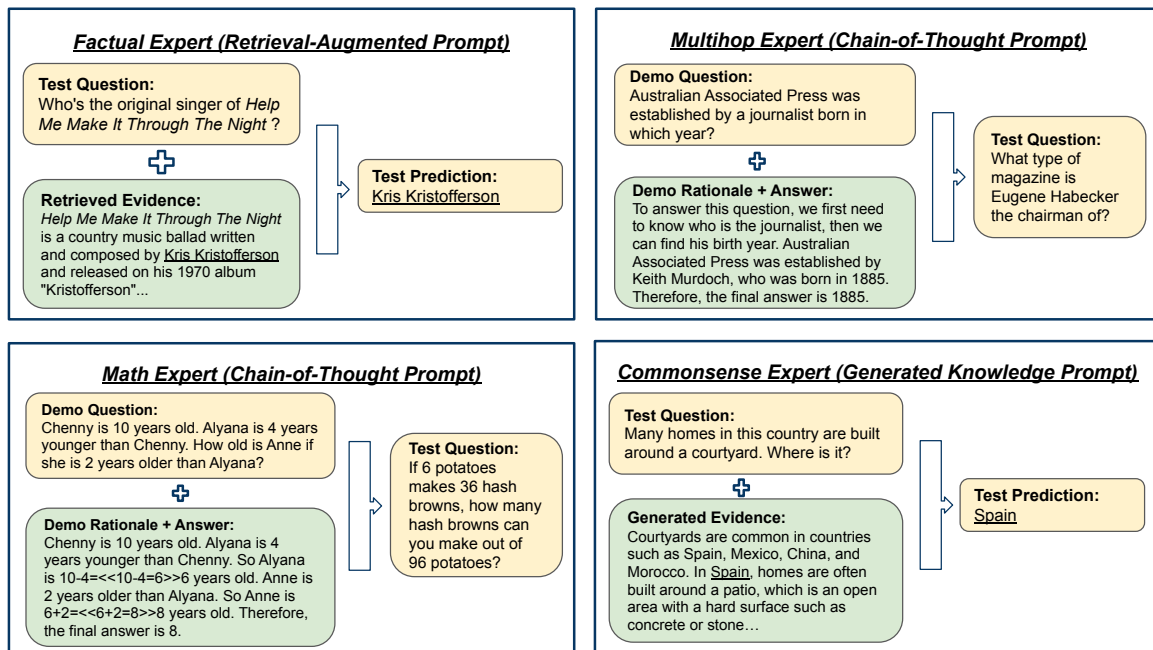 Factual Expert (Retrieval-Augmented Prompt)
Test Question:
Who's the original singer of Help
Me Make It Through The Night ?
Retrieved Evidence:
Help Me Make It Through The Night
is a country music ballad written
and composed by Kris Kristofferson
and released on his 1970 album
"Kristofferson"...
Test Prediction:
Kris Kristofferson
Multihop Expert (Chain-of-Thought Prompt)
Demo Question:
Australian Associated Press was
established by a journalist born in
which year?
Demo Rationale + Answer:
To answer this question, we first need
to know who is the journalist, then we
can find his birth year. Australian
Associated Press was established by
Keith Murdoch, who was born in 1885.
Therefore, the final answer is 1885.
Test Question:
What type of
magazine is
Eugene Habecker
the chairman of?
Math Expert (Chain-of-Thought Prompt)
Demo Question:
Chenny is 10 years old. Alyana is 4 years
younger than Chenny. How old is Anne if
she is 2 years older than Alyana?
Demo Rationale + Answer:
Chenny is 10 years old. Alyana is 4
years younger than Chenny. So Alyana
is 10-4=<<10-4=6>>6 years old. Anne is
2 years older than Alyana. So Anne is
6+2=<<6+2=8>>8 years old. Therefore,
the final answer is 8.
Test Question:
If 6 potatoes
makes 36 hash
browns, how many
hash browns can
you make out of
96 potatoes?
Commonsense Expert (Generated Knowledge Prompt)
Test Question:
Many homes in this country are built
around a courtyard. Where is it?
Generated Evidence:
Courtyards are common in countries
such as Spain, Mexico, China, and
Morocco. In Spain, homes are often
built around a patio, which is an open
area with a hard surface such as
concrete or stone…
Test Prediction:
Spain